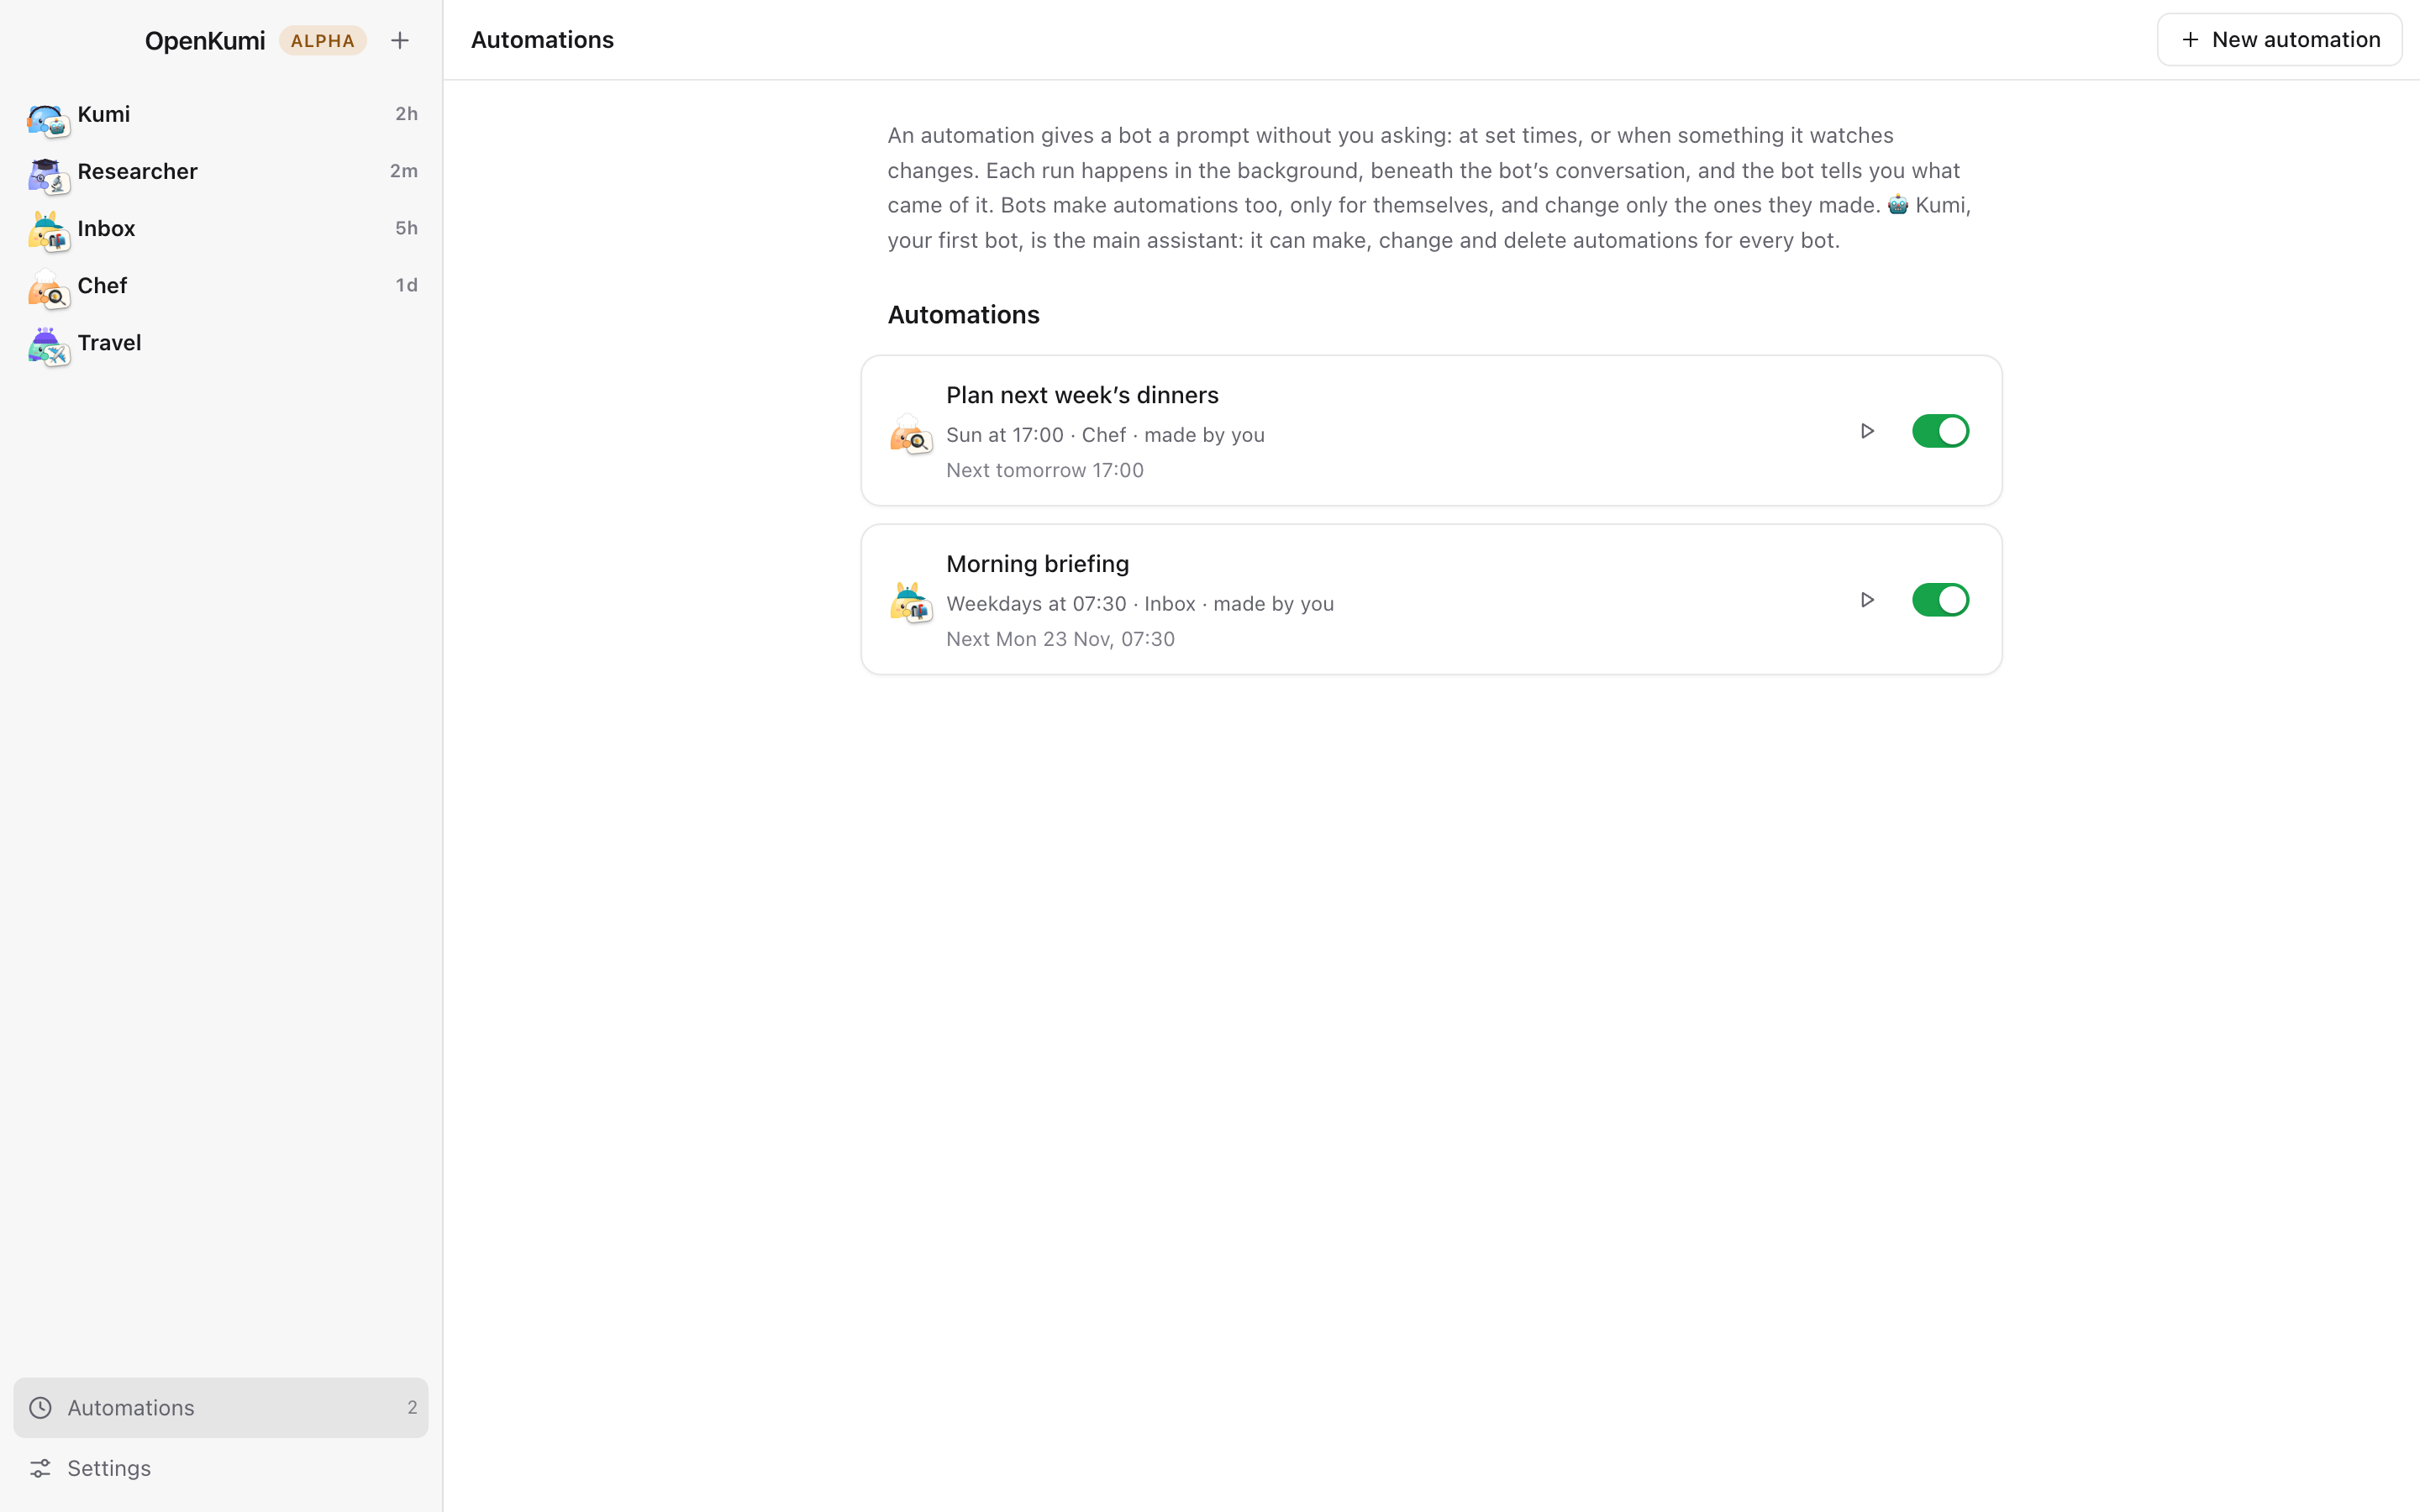 OpenKumi ALPHA
Kumi 2h
Researcher 2m
Inbox 5h
Chef 1d
Travel
Automations 2
Settings
Automations
New automation
An automation gives a bot a prompt without you asking: at set times, or when something it watches
changes. Each run happens in the background, beneath the bot’s conversation, and the bot tells you what
came of it. Bots make automations too, only for themselves, and change only the ones they made. 🤖 Kumi,
your first bot, is the main assistant: it can make, change and delete automations for every bot.
Automations
Plan next week’s dinners
Sun at 17:00 · Chef · made by you
Next tomorrow 17:00
Morning briefing
Weekdays at 07:30 · Inbox · made by you
Next Mon 23 Nov, 07:30